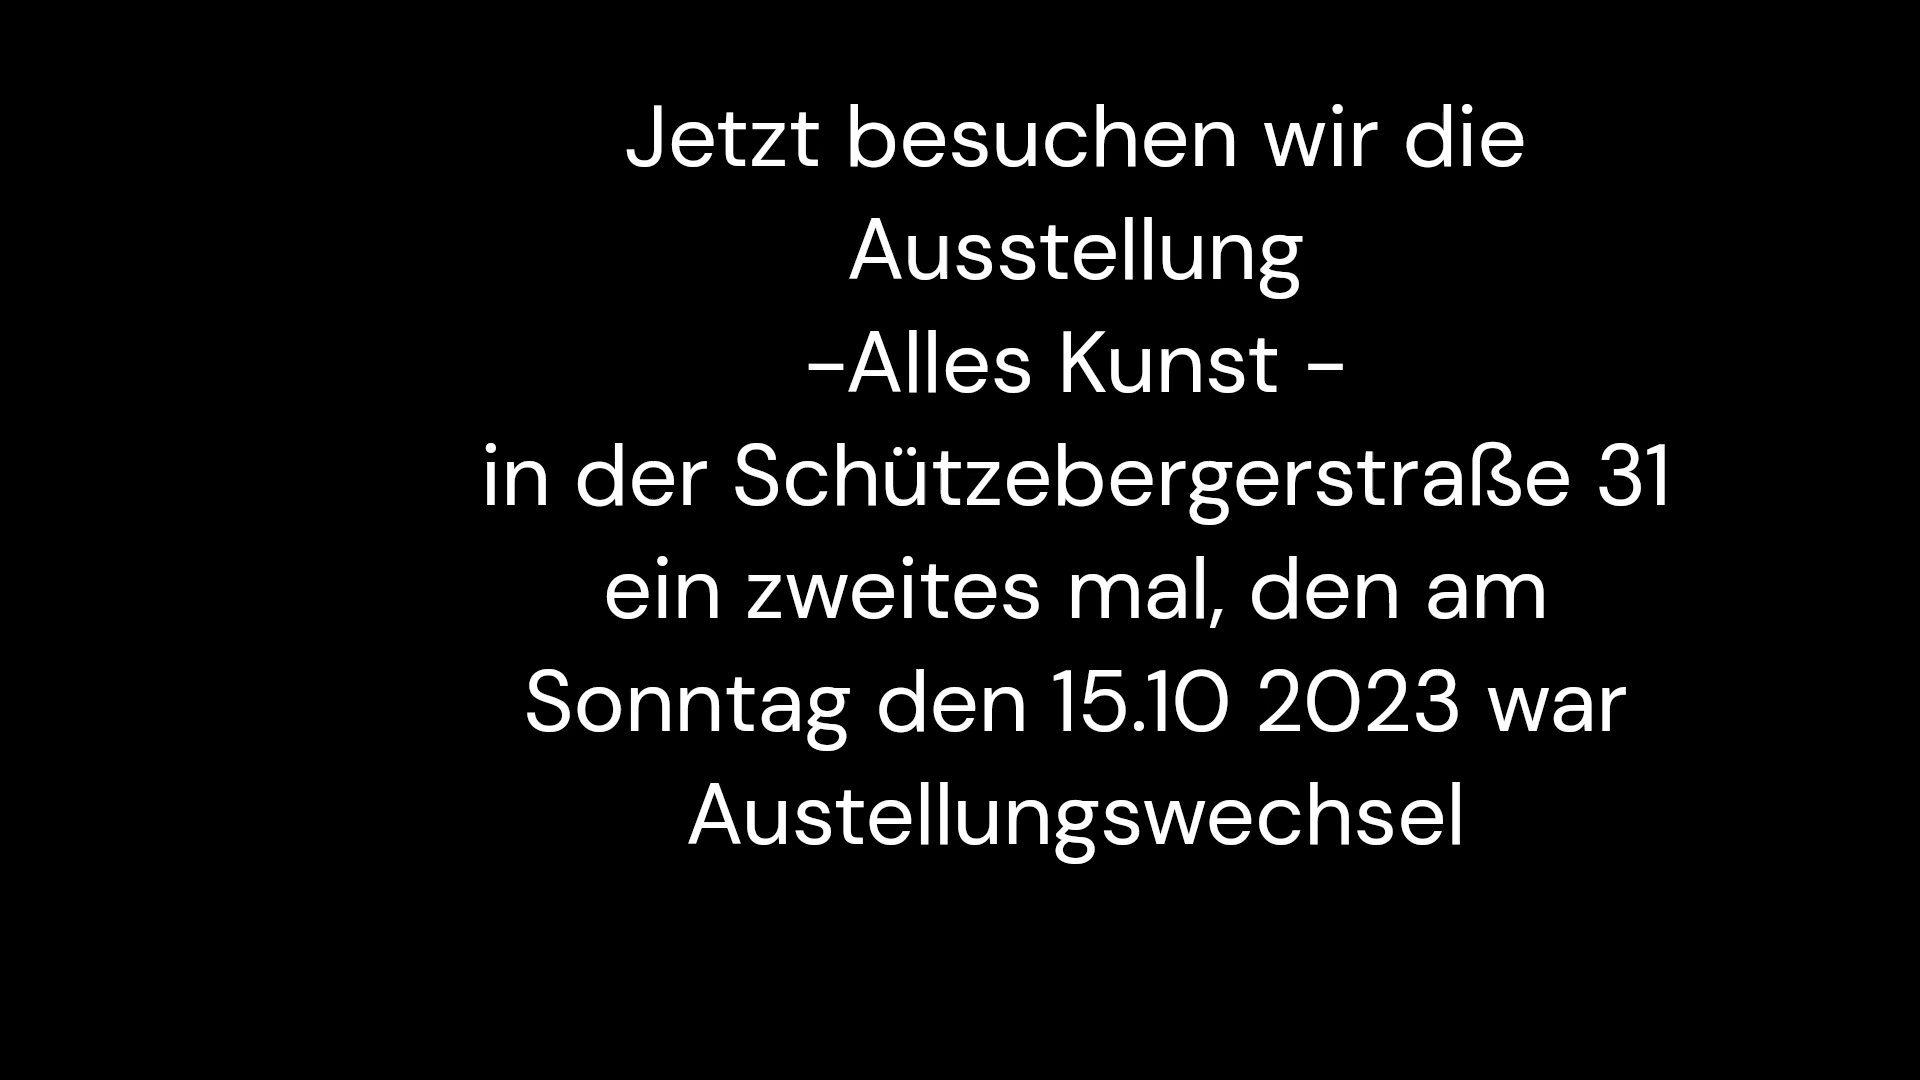 Jetzt besuchen wir die
Ausstellung
-Alles Kunst -
in der Schützebergerstraße 31
ein zweites mal, den am
Sonntag den 15.10 2023 war
Austellungswechsel